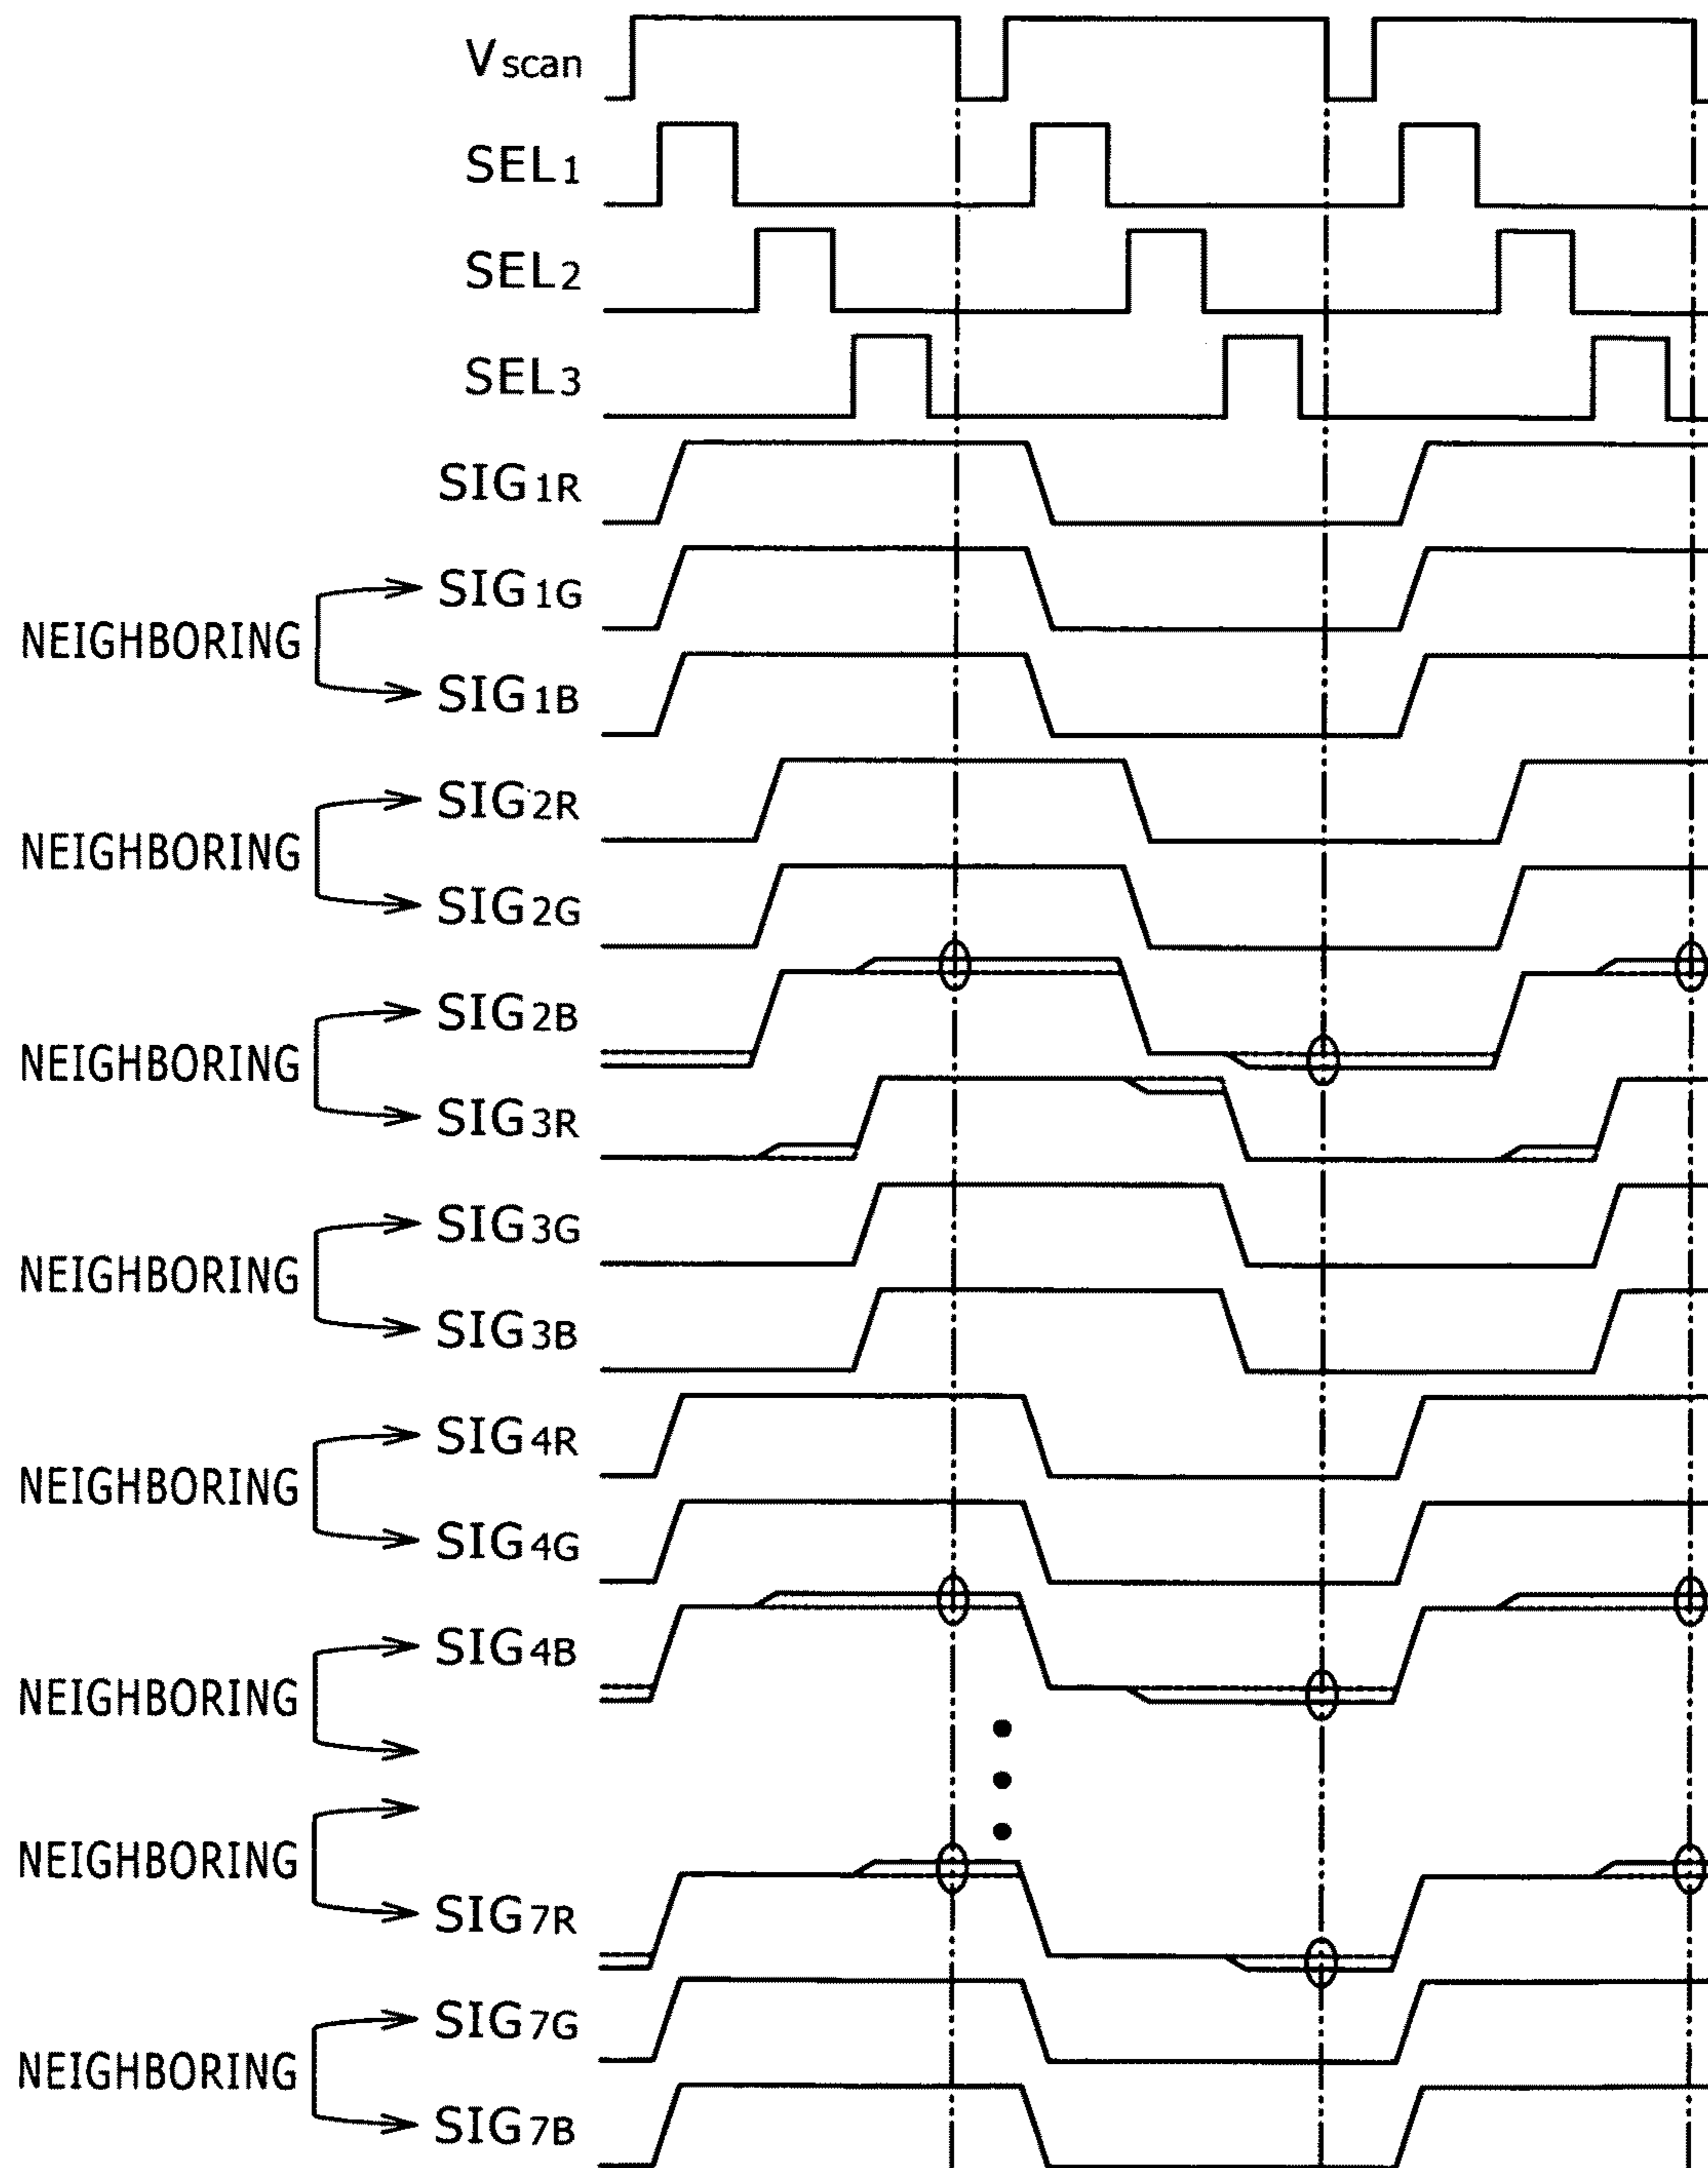 Vscan
SEL1
SEL2
SEL3
SIG1R
SIG1G
NEIGHBORING
SIG1B
SIG2R
NEIGHBORING
SIG2G
SIG2B
NEIGHBORING
SIG3R
SIG3G
NEIGHBORING
SIG3B
SIG4R
NEIGHBORING
SIG4G
SIG4B
NEIGHBORING
NEIGHBORING
SIG7R
SIG7G
NEIGHBORING
SIG7B